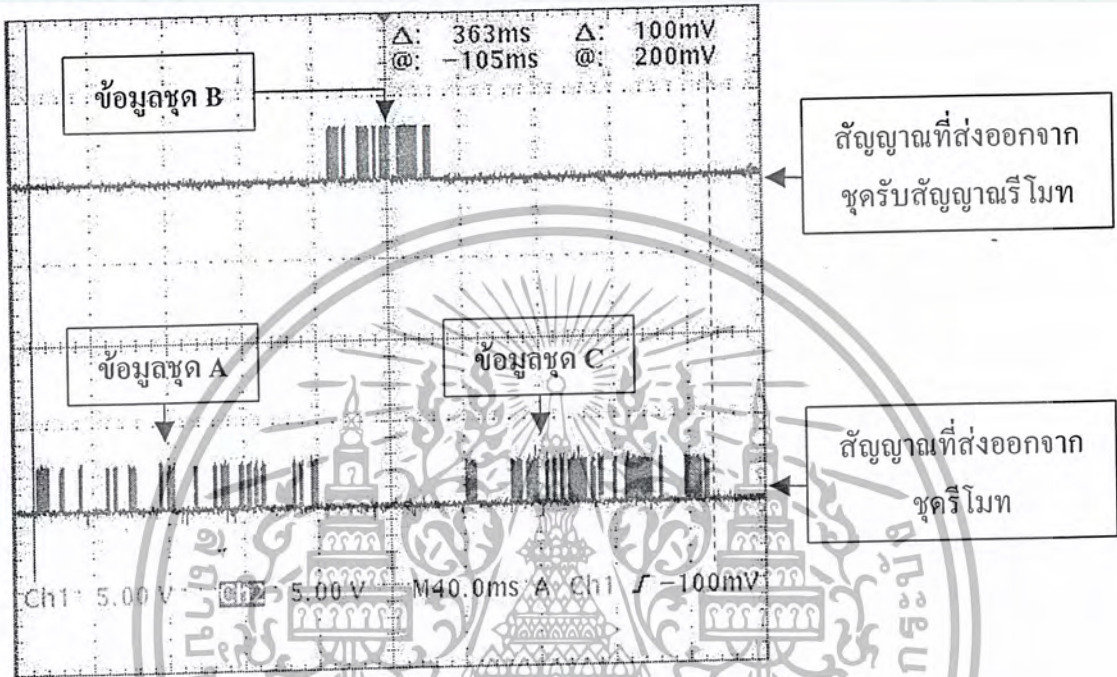 Δ: 363ms Δ: 100mV
@: −105ms @: 200mV
ข้อมูลชุด B
สัญญาณที่ส่งออกจาก
ชุดรับสัญญาณรีโมท
ข้อมูลชุด A
ข้อมูลชุด C
สัญญาณที่ส่งออกจาก
ชุดรีโมท
Ch1 5.00 V Ch2 5.00 V M40.0ms A Ch1 −100mV